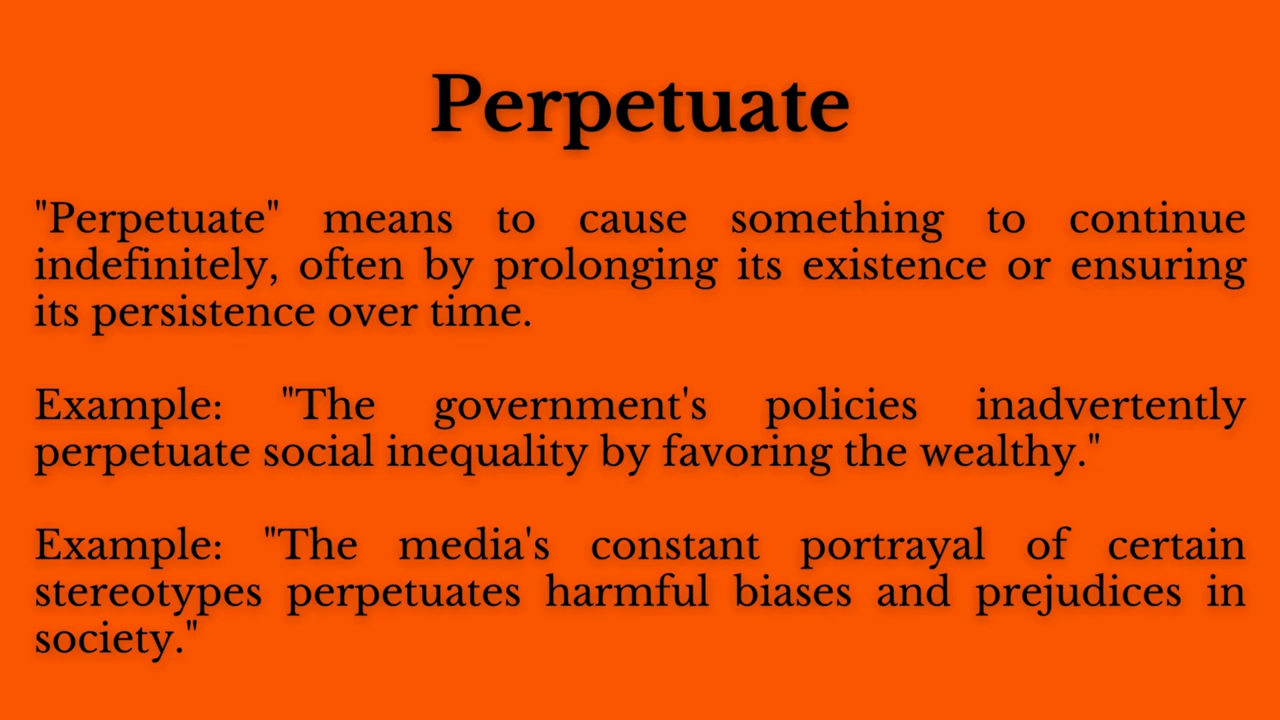 Perpetuate
"Perpetuate" means to cause something to continue
indefinitely, often by prolonging its existence or ensuring
its persistence over time.
Example: "The government's policies inadvertently
perpetuate social inequality by favoring the wealthy."
Example: "The media's constant portrayal of certain
stereotypes perpetuates harmful biases and prejudices in
society."